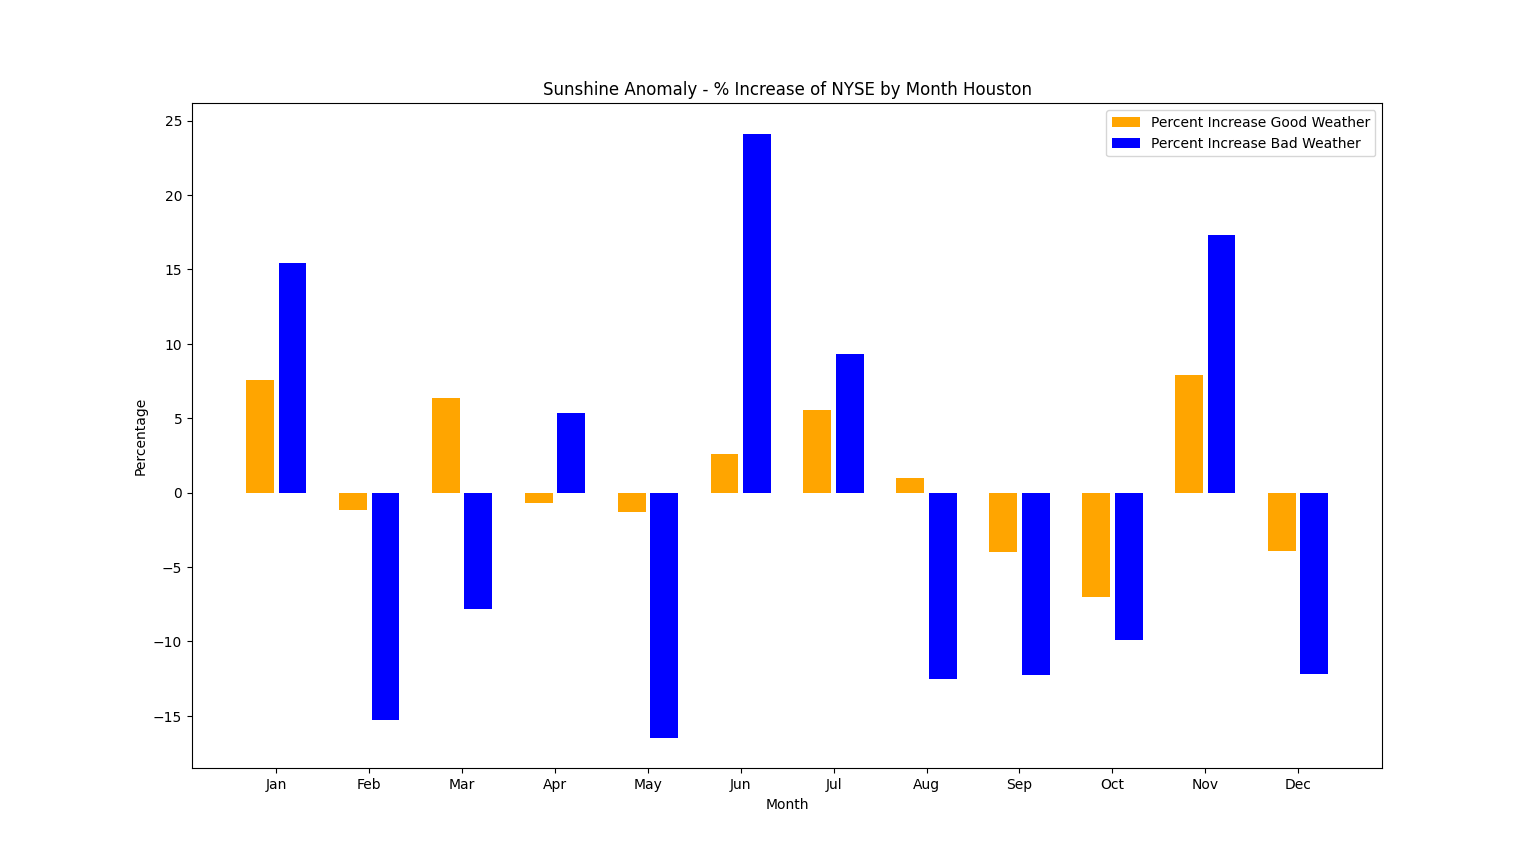 Sunshine Anomaly - % Increase of NYSE by Month Houston
Percent Increase Good Weather
Percent Increase Bad Weather
Percentage
25
20
15
10
5
0
−5
−10
−15
Jan Feb Mar Apr May Jun Jul Aug Sep Oct Nov Dec
Month